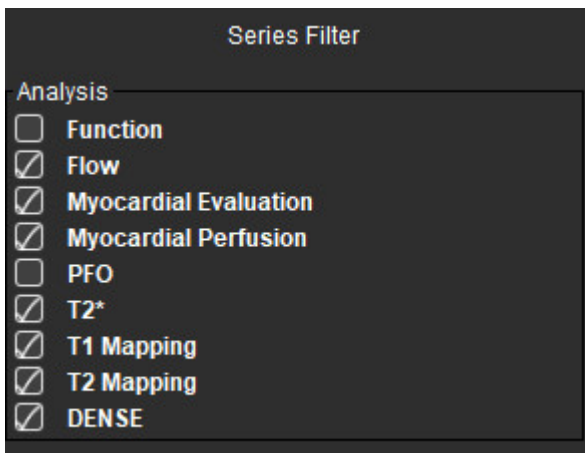 Series Filter
Analysis
Function
Flow
Myocardial Evaluation
Myocardial Perfusion
PFO
T2*
T1 Mapping
T2 Mapping
DENSE